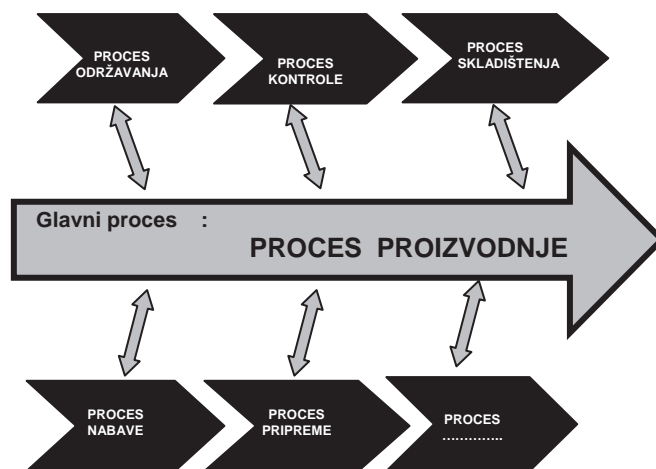 PROCES
ODRŽAVANJA
PROCES
KONTROLE
PROCES
SKLADIŠTENJA
Glavni proces :
PROCES PROIZVODNJE
PROCES
NABAVE
PROCES
PRIPREME
PROCES
…………..